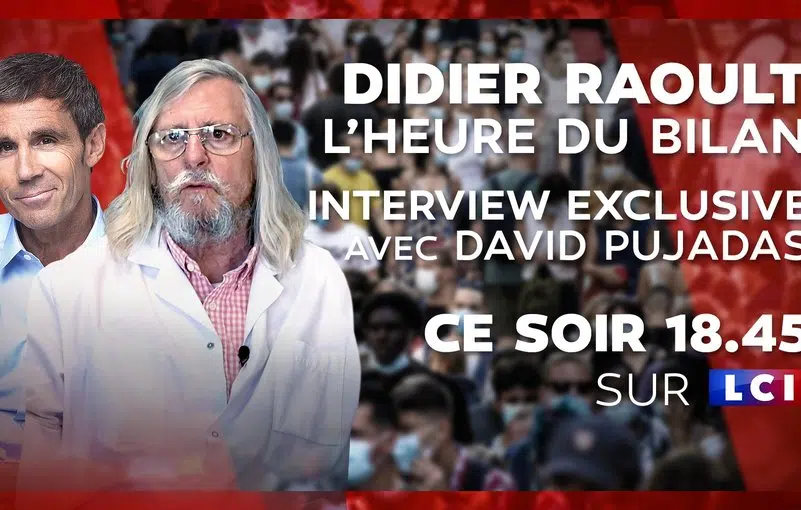 DIDIER RAOULT
L'HEURE DU BILAN
INTERVIEW EXCLUSIVE
AVEC DAVID PUJADAS
CE SOIR 18.45
SUR LCI